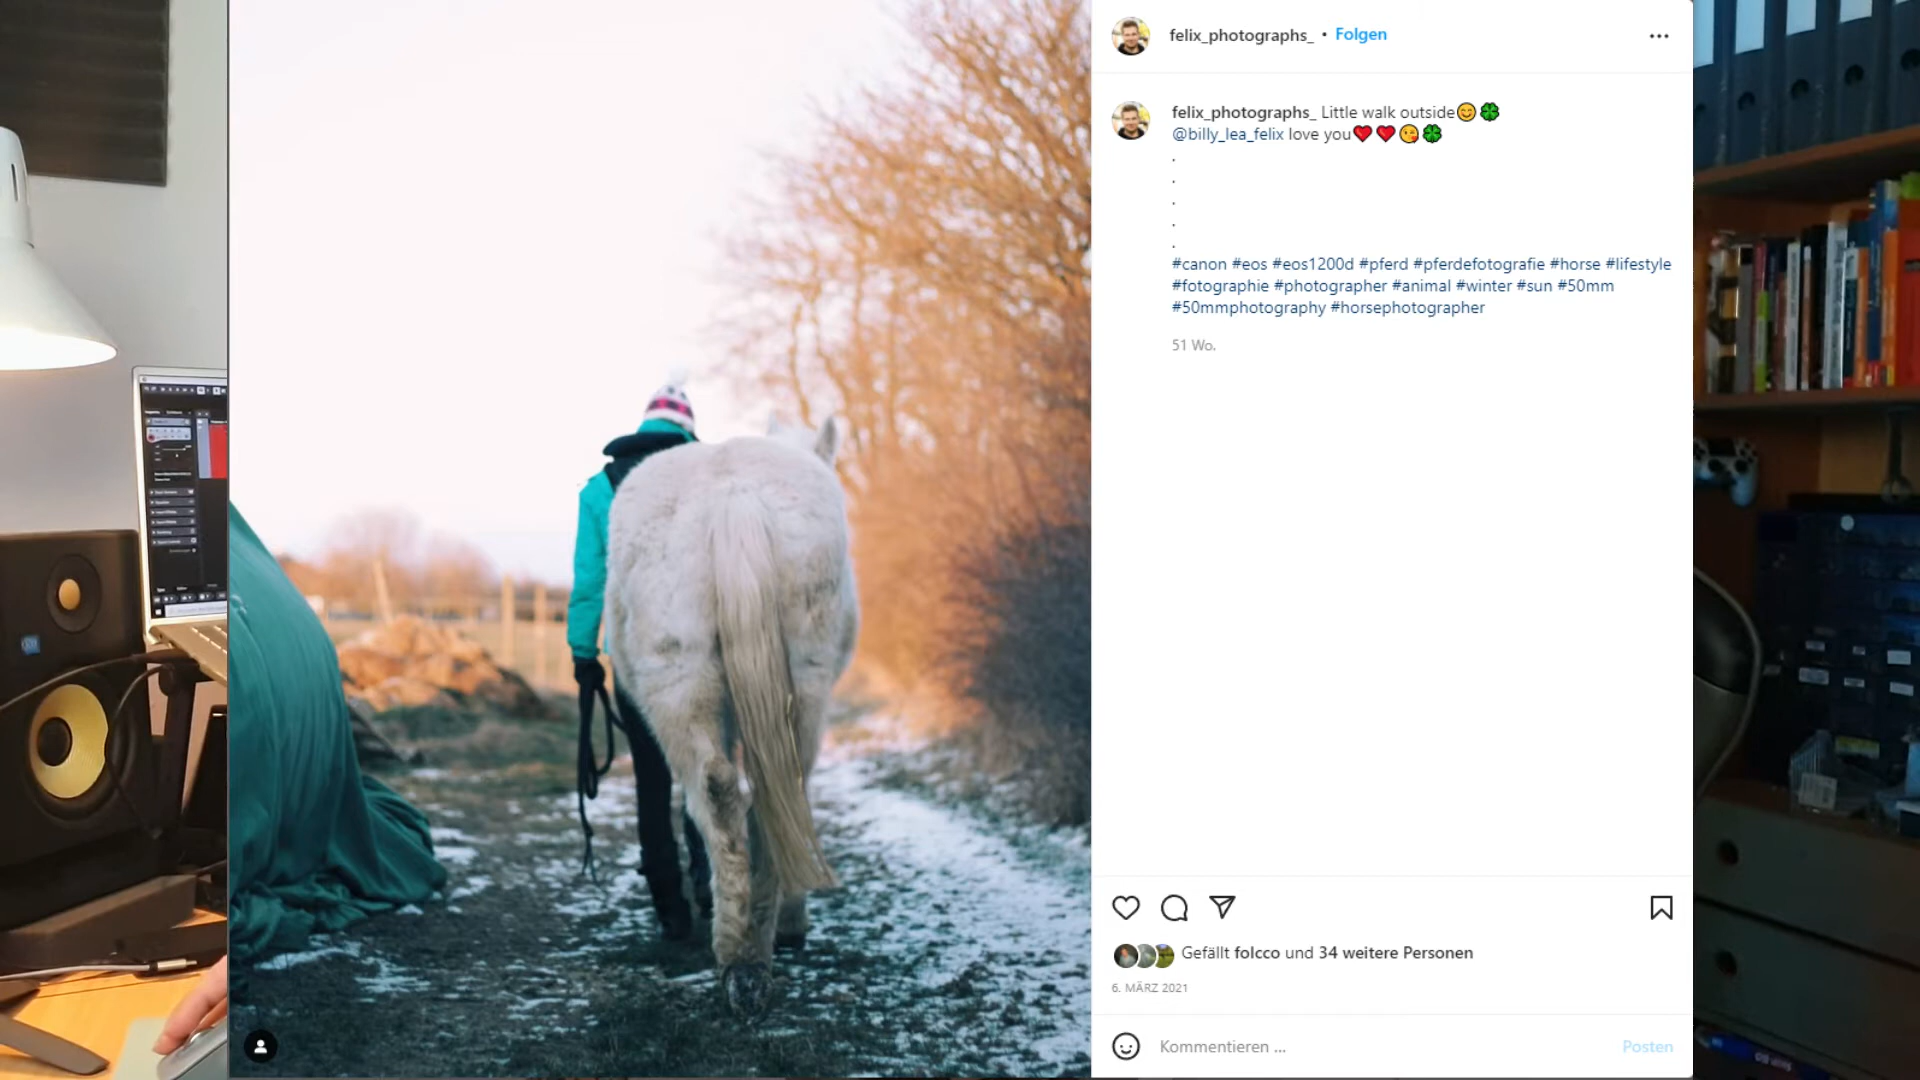 felix_photographs_ • Folgen
felix_photographs_ Little walk outside😊🍀
@billy_lea_felix love you❤️❤️😘🍀
.
.
.
.
.
#canon #eos #eos1200d #pferd #pferdefotografie #horse #lifestyle
#fotographie #photographer #animal #winter #sun #50mm
#50mmphotography #horsephotographer
51 Wo.
Gefällt folcco und 34 weitere Personen
6. MÄRZ 2021
Kommentieren ...
Posten